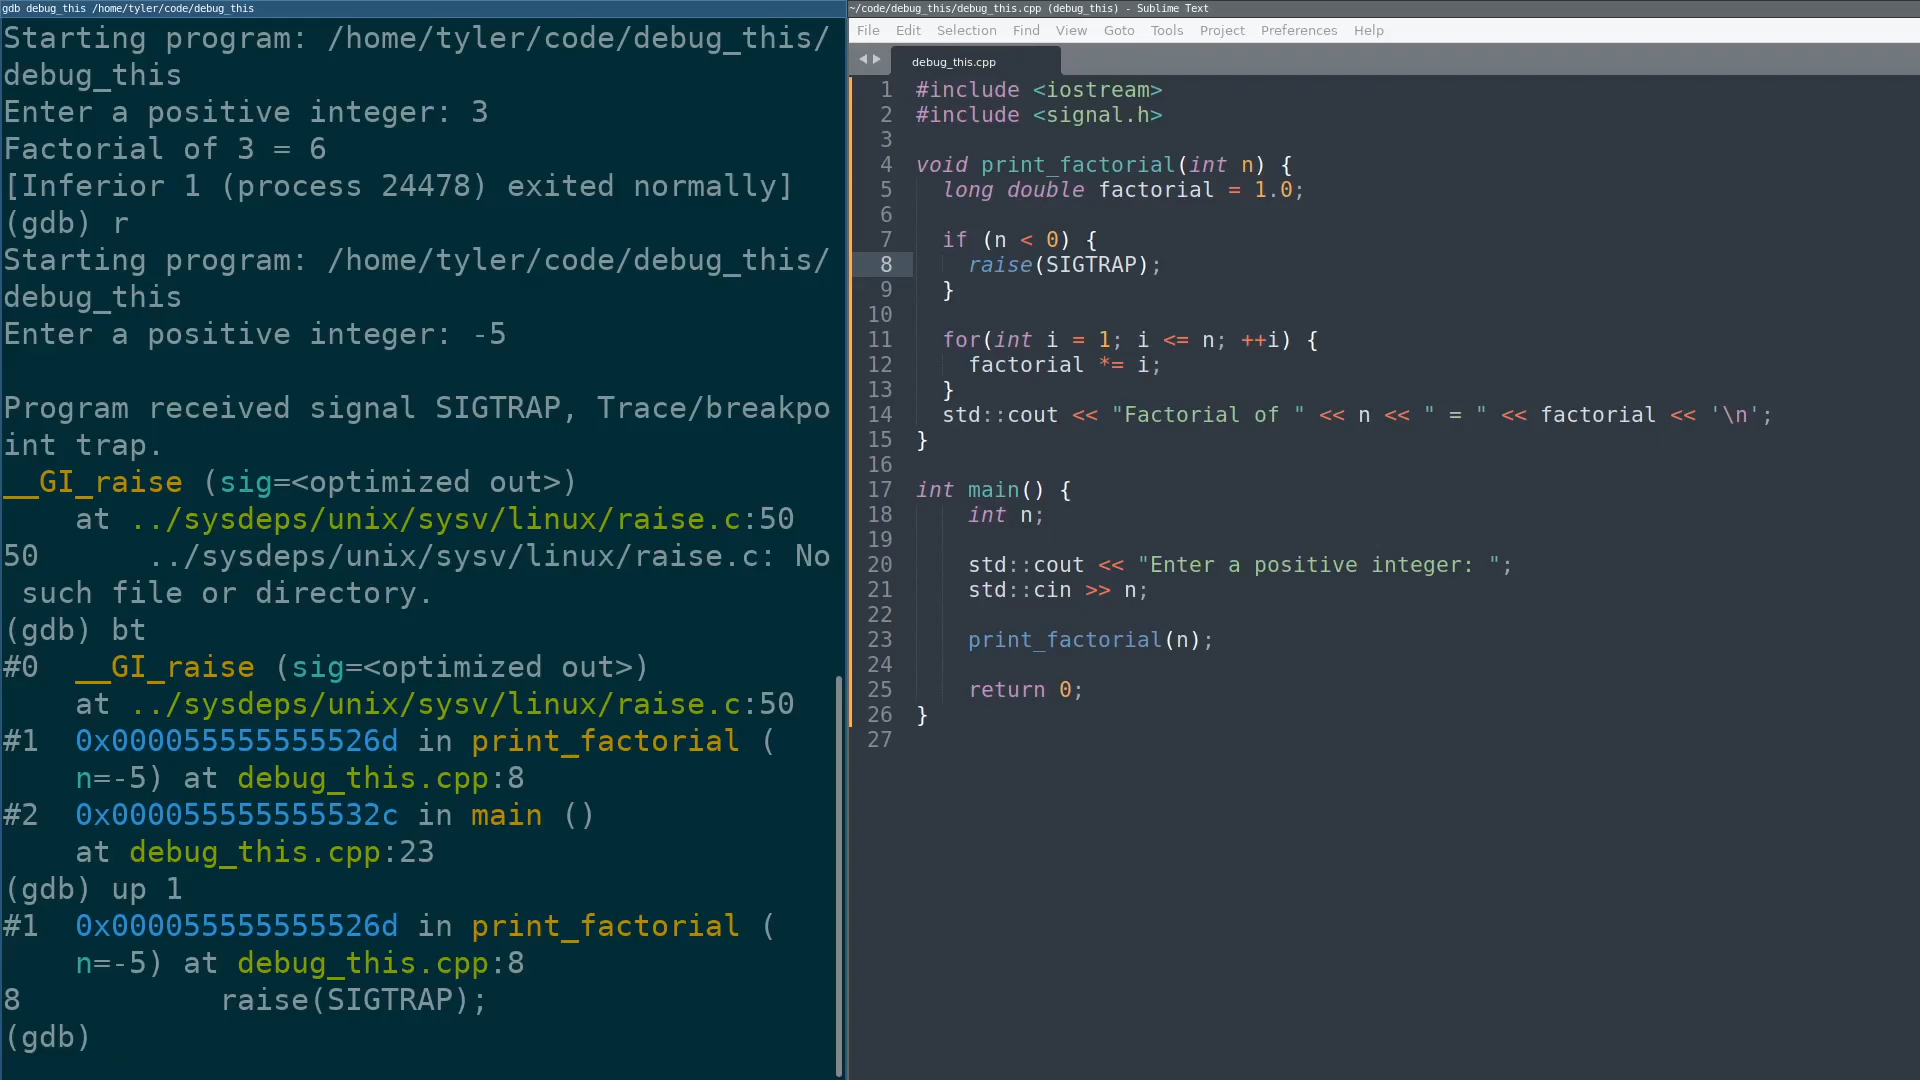 gdb debug_this /home/tyler/code/debug_this
Starting program: /home/tyler/code/debug_this/
debug_this
Enter a positive integer: 3
Factorial of 3 = 6
[Inferior 1 (process 24478) exited normally]
(gdb) r
Starting program: /home/tyler/code/debug_this/
debug_this
Enter a positive integer: -5
Program received signal SIGTRAP, Trace/breakpo
int trap.
__GI_raise (sig=<optimized out>)
    at ../sysdeps/unix/sysv/linux/raise.c:50
50      ../sysdeps/unix/sysv/linux/raise.c: No
 such file or directory.
(gdb) bt
#0  __GI_raise (sig=<optimized out>)
    at ../sysdeps/unix/sysv/linux/raise.c:50
#1  0x000055555555526d in print_factorial (
    n=-5) at debug_this.cpp:8
#2  0x000055555555532c in main ()
    at debug_this.cpp:23
(gdb) up 1
#1  0x000055555555526d in print_factorial (
    n=-5) at debug_this.cpp:8
8           raise(SIGTRAP);
(gdb)
~/code/debug_this/debug_this.cpp (debug_this) - Sublime Text
File Edit Selection Find View Goto Tools Project Preferences Help
debug_this.cpp
1 #include <iostream>
2 #include <signal.h>
3
4 void print_factorial(int n) {
5   long double factorial = 1.0;
6
7   if (n < 0) {
8     raise(SIGTRAP);
9   }
10
11   for(int i = 1; i <= n; ++i) {
12     factorial *= i;
13   }
14   std::cout << "Factorial of " << n << " = " << factorial << '\n';
15 }
16
17 int main() {
18     int n;
19
20     std::cout << "Enter a positive integer: ";
21     std::cin >> n;
22
23     print_factorial(n);
24
25     return 0;
26 }
27